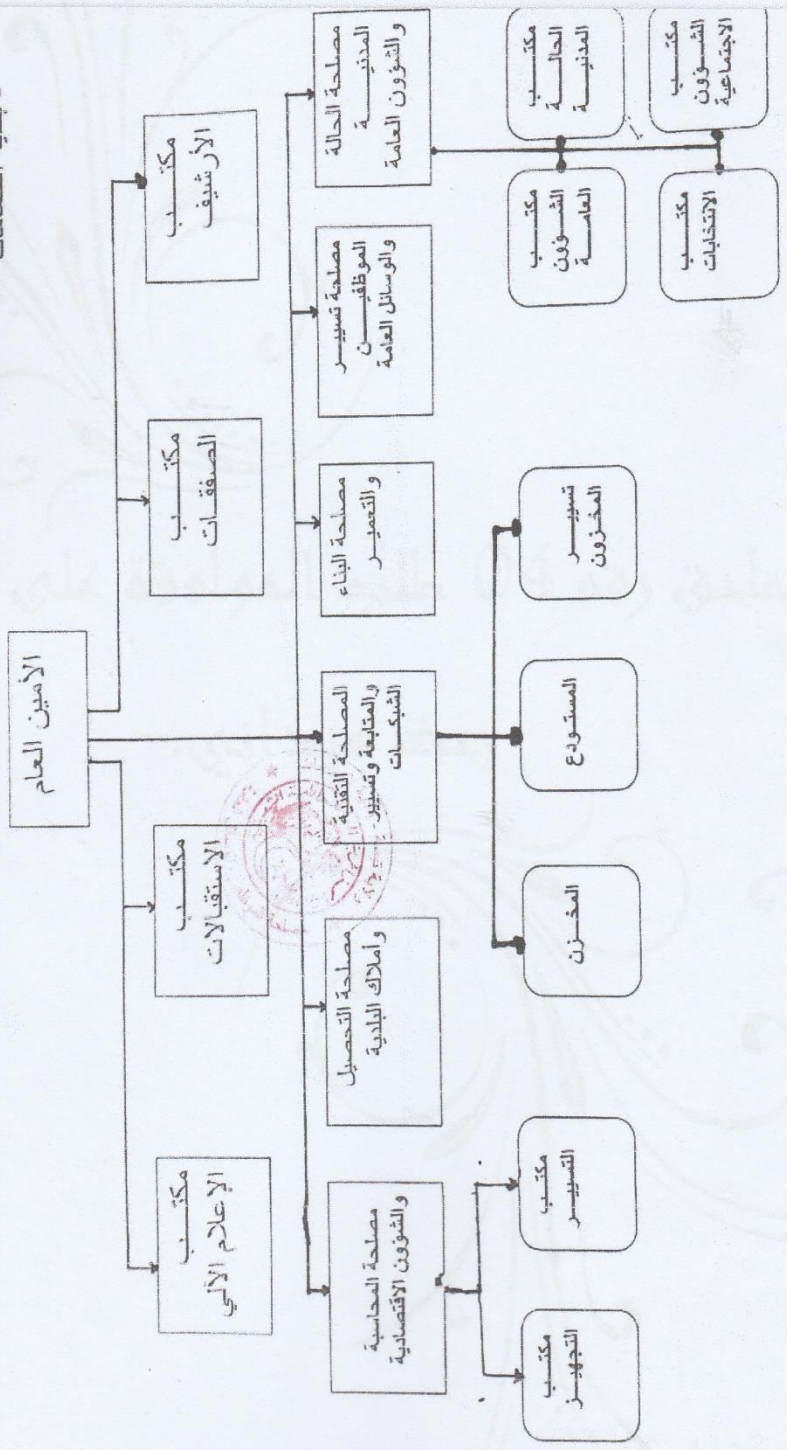 الأمين العام
مكتب
الأرشيف
مكتب
الصفقات
مكتب
الاستقبالات
مكتب
الإعلام الآلي
مصلحة الحالة
المدنية
والشؤون العامة
مصلحة تسيير
الموظفين
والوسائل العامة
مصلحة البناء
والتعمير
المصلحة التقنية
والمتابعة وتسيير
الشبكات
مصلحة التحصيل
وأملاك البلدية
مصلحة المحاسبة
والشؤون الاقتصادية
مكتب
الحالة
المدنية
مكتب
الشؤون
الاجتماعية
مكتب
الشؤون
العامة
مكتب
الانتخابات
تسيير
المخزون
المستودع
المخزن
مكتب
التسيير
مكتب
التجهيز